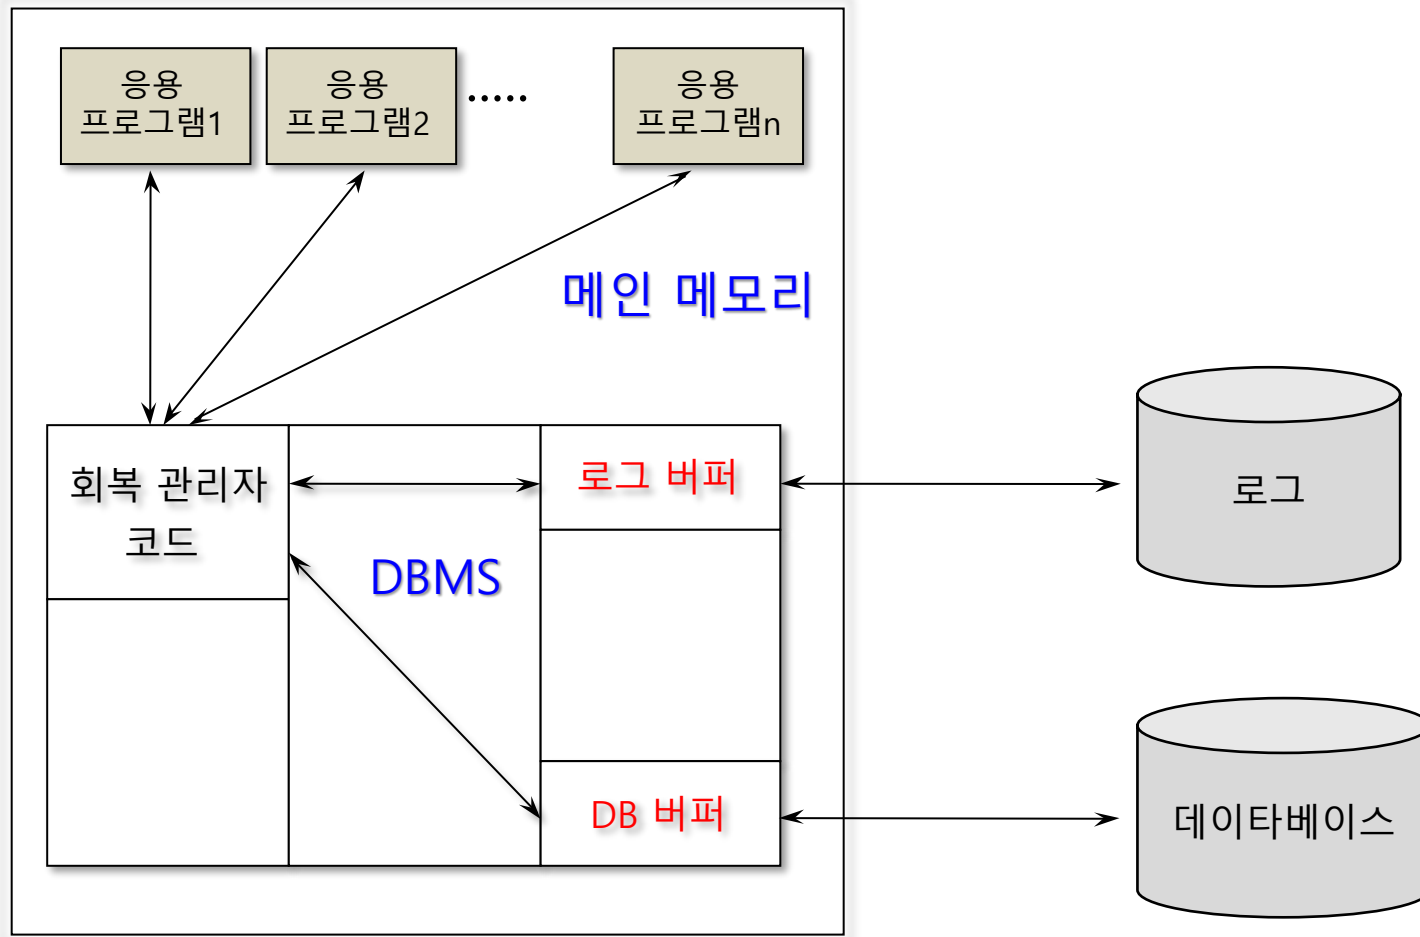 응용
프로그램1
응용
프로그램2
.....
응용
프로그램n
메인 메모리
회복 관리자
코드
로그 버퍼
로그
DBMS
DB 버퍼
데이타베이스